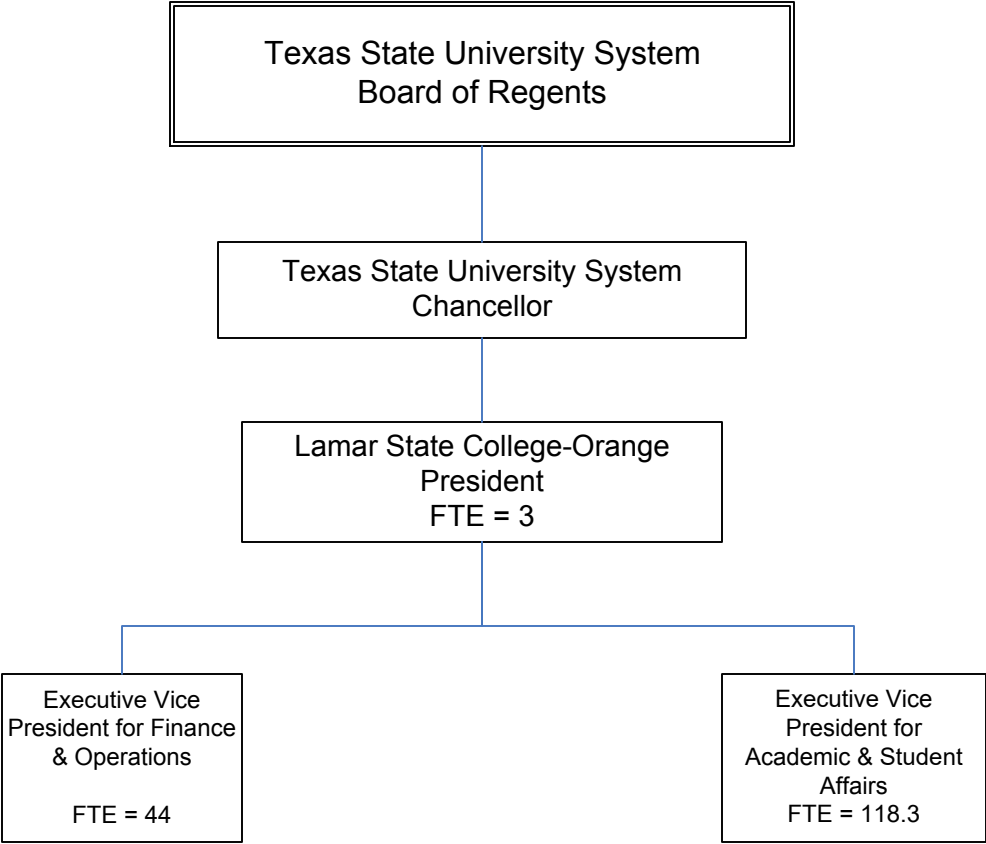 Texas State University System
Board of Regents
Texas State University System
Chancellor
Lamar State College-Orange
President
FTE = 3
Executive Vice
President for Finance
& Operations
FTE = 44
Executive Vice
President for
Academic & Student
Affairs
FTE = 118.3